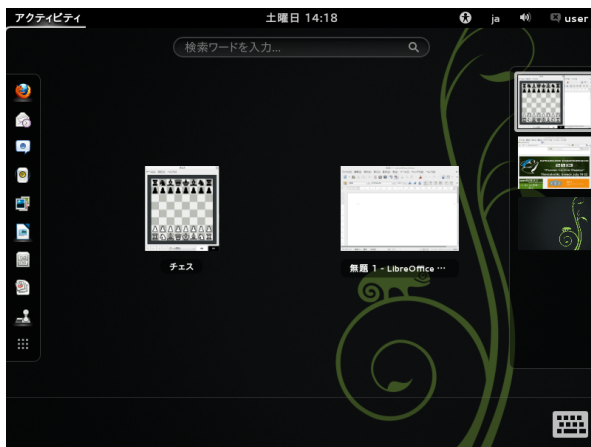 アクティビティ
土曜日 14:18
ja
user
検索ワードを入力...
チェス
無題 1 - LibreOffice ...